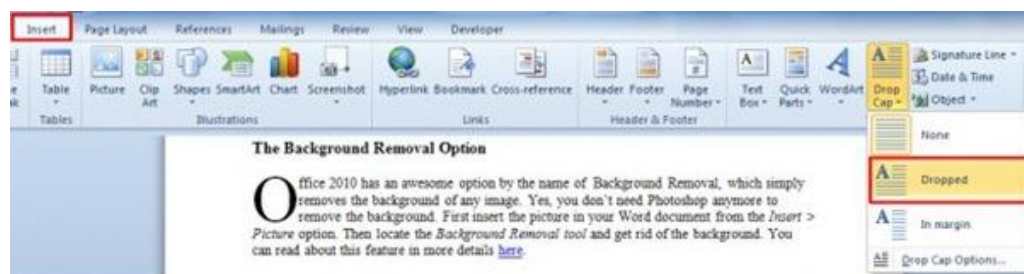 Insert Page Layout References Mailings Review View Developer
Table Picture Clip Art Shapes SmartArt Chart Screenshot Hyperlink Bookmark Cross-reference Header Footer Page Number Text Box Quick Parts WordArt Drop Cap Signature Line
Date & Time
Object
Tables Illustrations Links Header & Footer
None
Dropped
In margin
Drop Cap Options...
The Background Removal Option
Office 2010 has an awesome option by the name of Background Removal, which simply
removes the background of any image. Yes, you don't need Photoshop anymore to
remove the background. First insert the picture in your Word document from the Insert >
Picture option. Then locate the Background Removal tool and get rid of the background. You
can read about this feature in more details here.